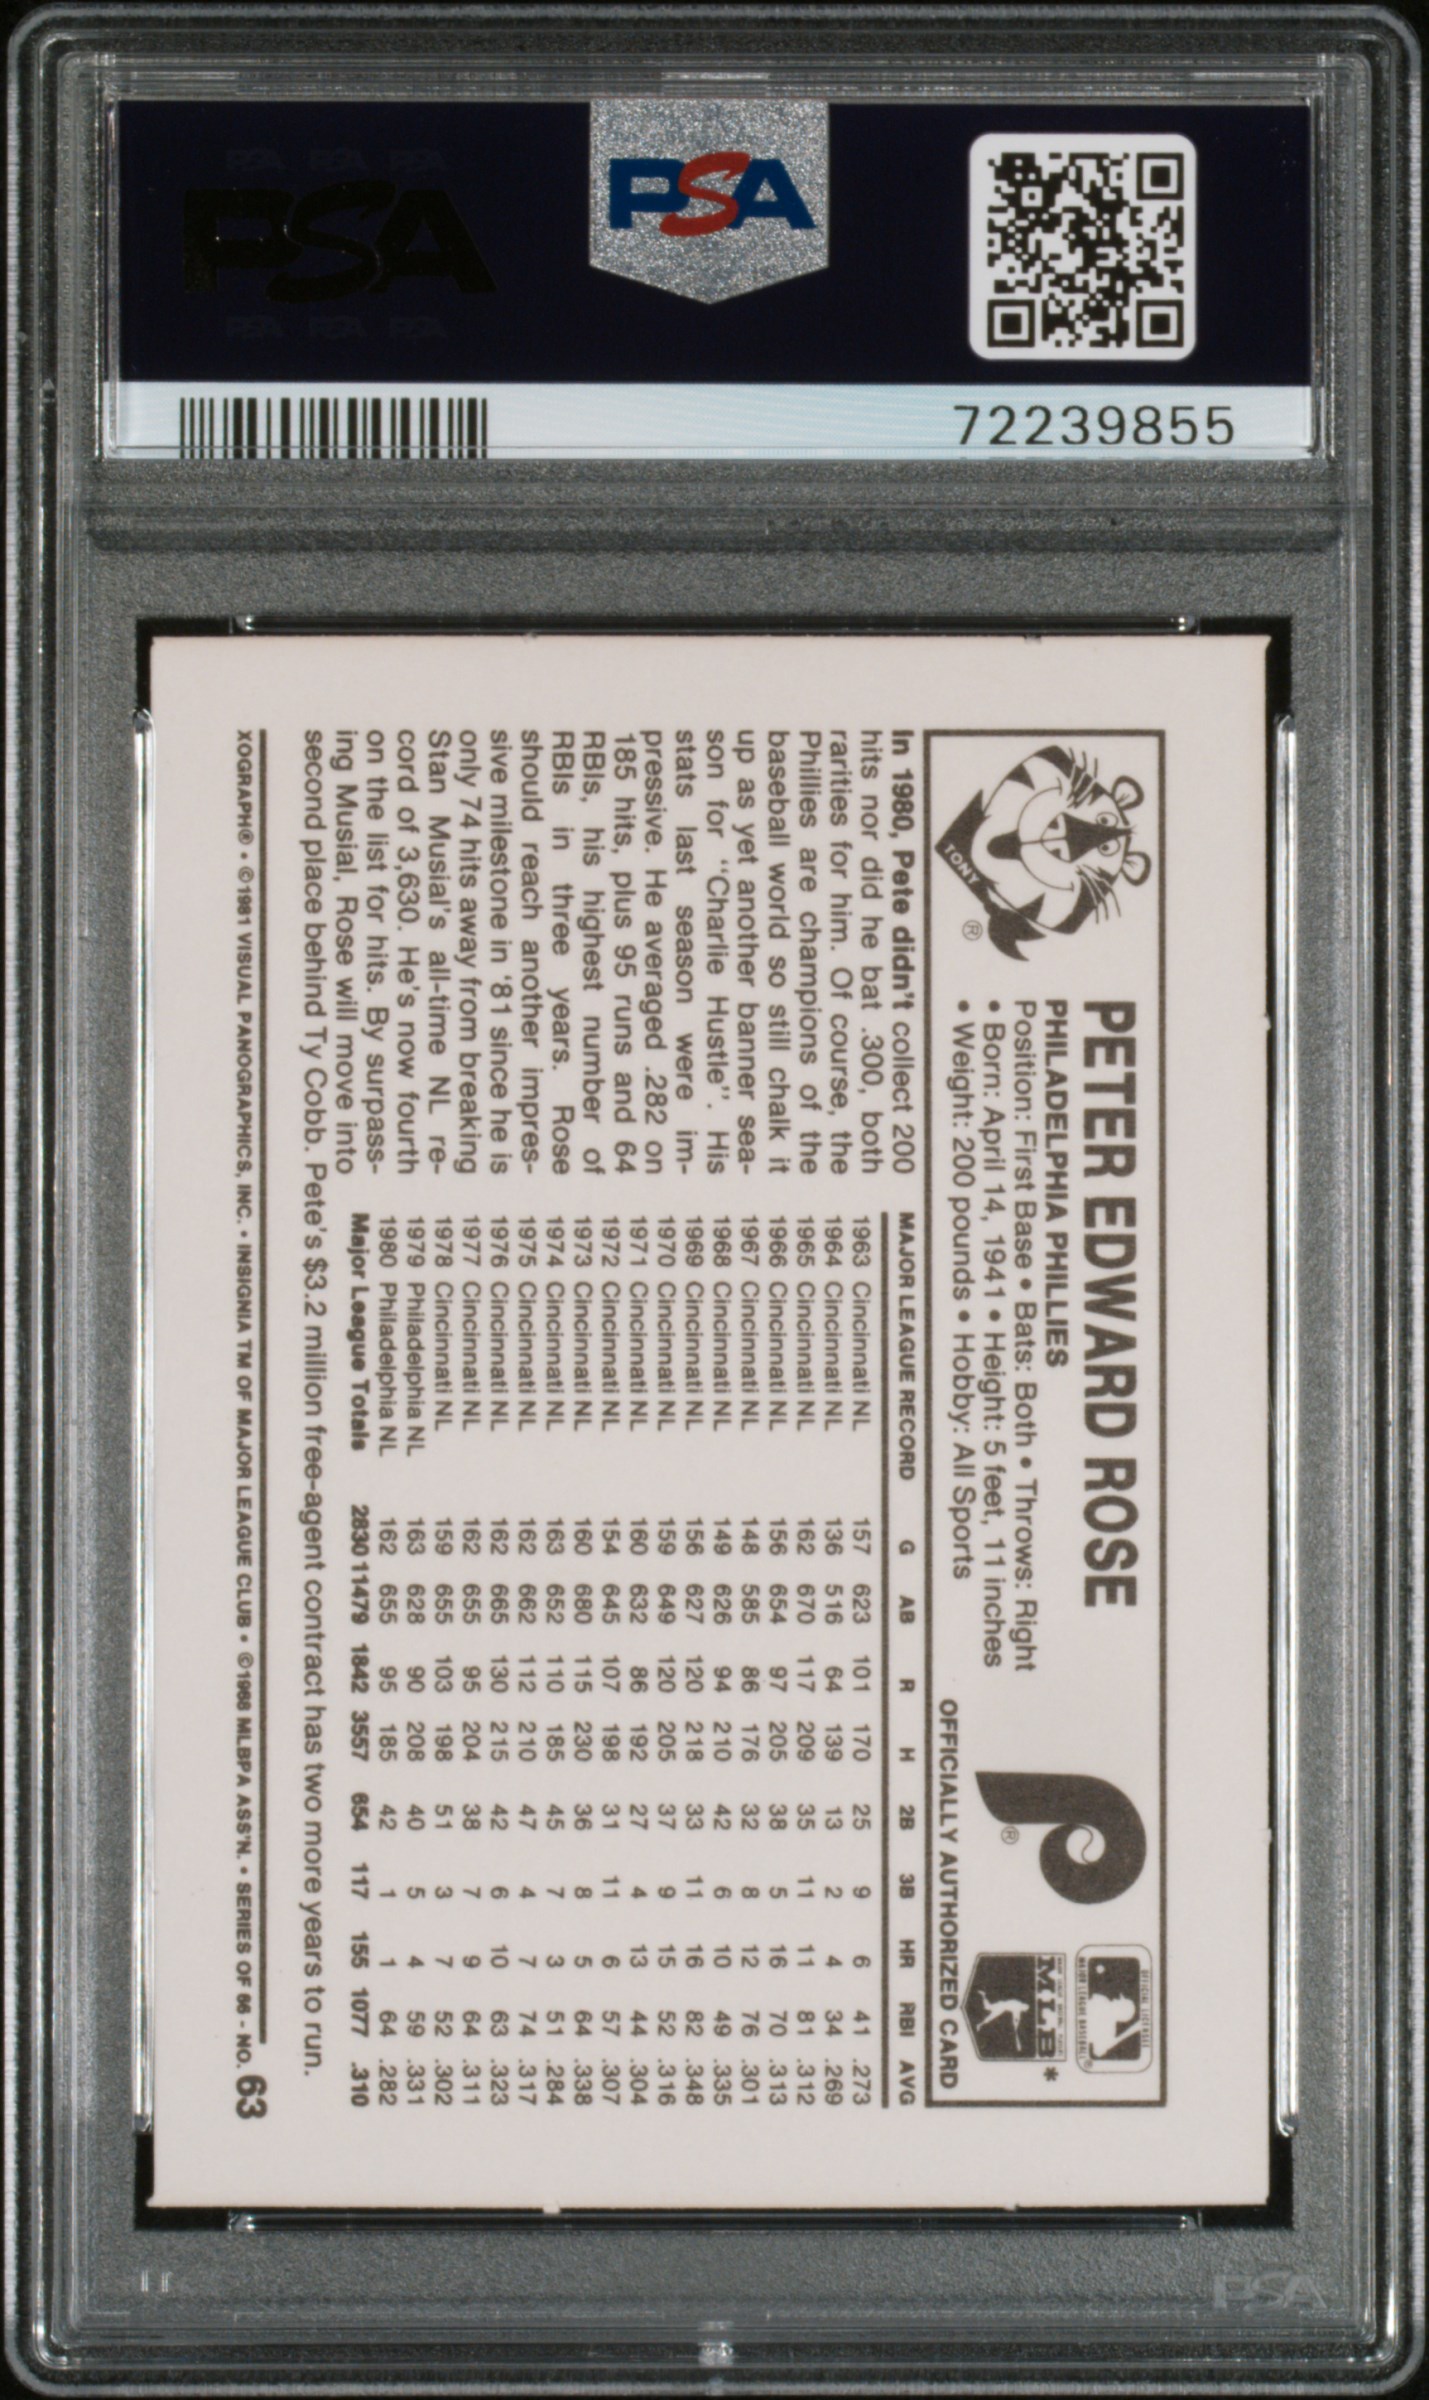 PSA PSA PSA
PSA
PSA PSA PSA
PSA
72239855
TONY
®
PETER EDWARD ROSE
PHILADELPHIA PHILLIES
Position: First Base • Bats: Both • Throws: Right
• Born: April 14, 1941 • Height: 5 feet, 11 inches
• Weight: 200 pounds • Hobby: All Sports
®
OFFICIAL LICENSEE
MAJOR LEAGUE BASEBALL®
MLB*
OFFICIALLY AUTHORIZED CARD
In 1980, Pete didn't collect 200
hits nor did he bat .300, both
rarities for him. Of course, the
Phillies are champions of the
baseball world so still chalk it
up as yet another banner sea-
son for "Charlie Hustle". His
stats last season were im-
pressive. He averaged .282 on
185 hits, plus 95 runs and 64
RBIs, his highest number of
RBIs in three years. Rose
should reach another impres-
sive milestone in '81 since he is
only 74 hits away from breaking
Stan Musial's all-time NL re-
cord of 3,630. He's now fourth
on the list for hits. By surpass-
ing Musial, Rose will move into
second place behind Ty Cobb. Pete's $3.2 million free-agent contract has two more years to run.
MAJOR LEAGUE RECORD G AB R H 2B 3B HR RBI AVG
1963 Cincinnati NL 157 623 101 170 25 9 6 41 .273
1964 Cincinnati NL 136 516 64 139 13 2 4 34 .269
1965 Cincinnati NL 162 670 117 209 35 11 11 81 .312
1966 Cincinnati NL 156 654 97 205 38 5 16 70 .313
1967 Cincinnati NL 148 585 86 176 32 8 12 76 .301
1968 Cincinnati NL 149 626 94 210 42 6 10 49 .335
1969 Cincinnati NL 156 627 120 218 33 11 16 82 .348
1970 Cincinnati NL 159 649 120 205 37 9 15 52 .316
1971 Cincinnati NL 160 632 86 192 27 4 13 44 .304
1972 Cincinnati NL 154 645 107 198 31 11 6 57 .307
1973 Cincinnati NL 160 680 115 230 36 8 5 64 .338
1974 Cincinnati NL 163 652 110 185 45 7 3 51 .284
1975 Cincinnati NL 162 662 112 210 47 4 7 74 .317
1976 Cincinnati NL 162 665 130 215 42 6 10 63 .323
1977 Cincinnati NL 162 655 95 204 38 7 9 64 .311
1978 Cincinnati NL 159 655 103 198 51 3 7 52 .302
1979 Philadelphia NL 163 628 90 208 40 5 4 59 .331
1980 Philadelphia NL 162 655 95 185 42 1 1 64 .282
Major League Totals 2830 11479 1842 3557 654 117 155 1077 .310
XOGRAPH® • ©1981 VISUAL PANOGRAPHICS, INC. • INSIGNIA TM OF MAJOR LEAGUE CLUB • ©1968 MLBPA ASS'N. • SERIES OF 66 - NO. 63
PSA